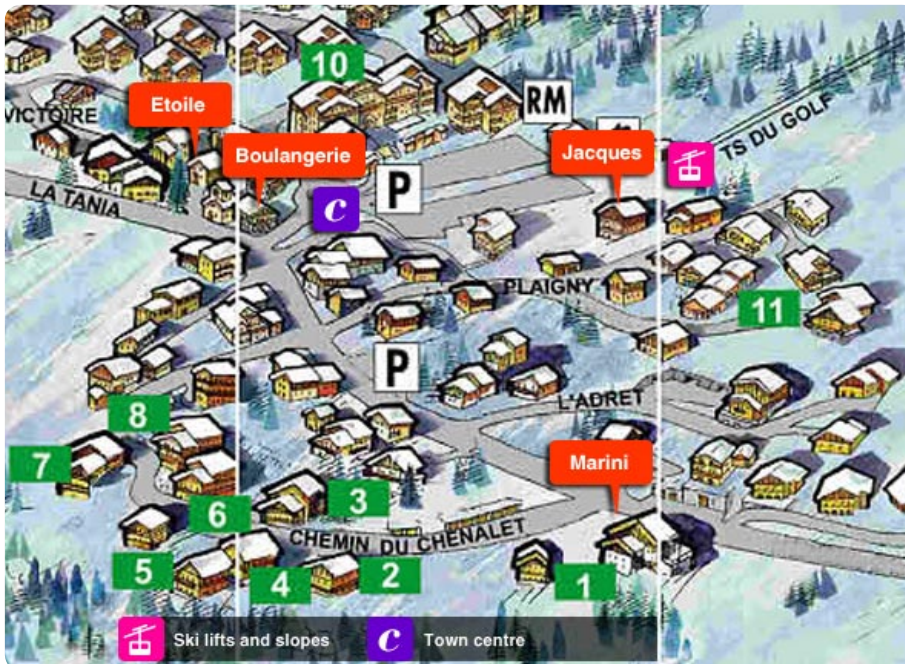 10
Etoile
RM
VICTOIRE
TS DU GOLF
Boulangerie
Jacques
LA TANIA
P
c
PLAIGNY
11
P
L'ADRET
8
7
Marini
3
6
CHEMIN DU CHENALET
5
4
2
1
Ski lifts and slopes
c
Town centre